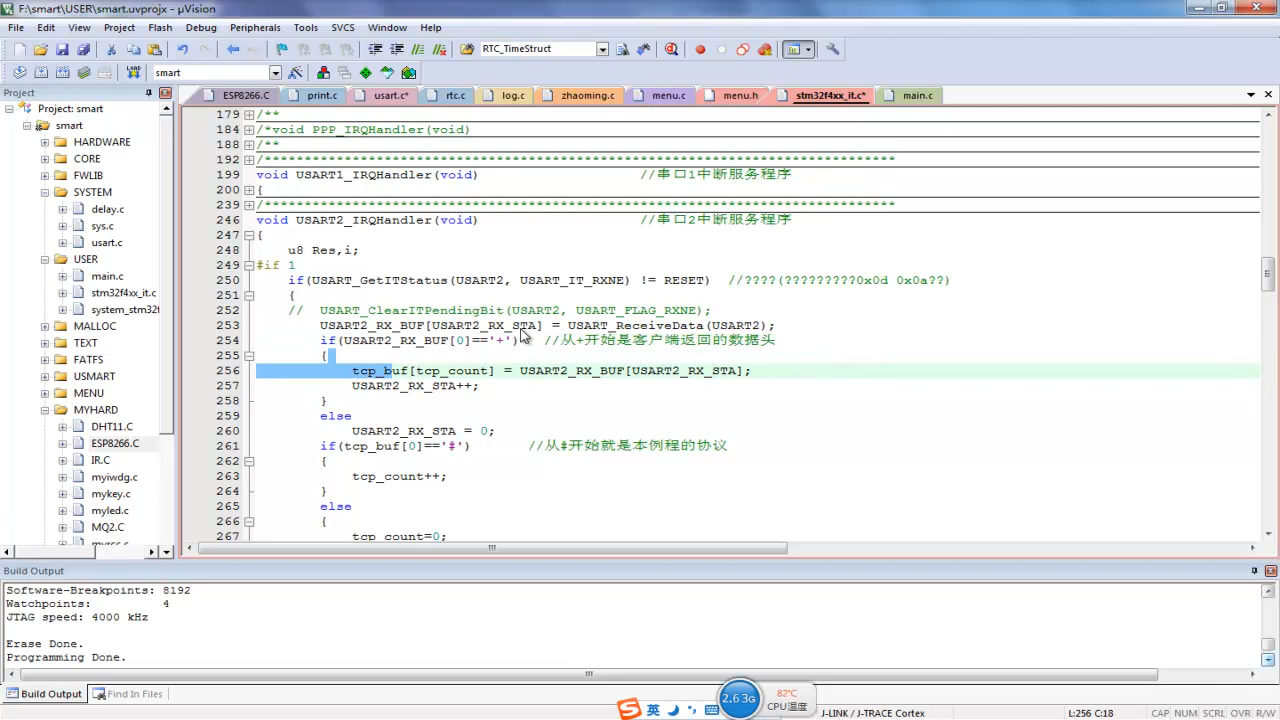 F:\smart\USER\smart.uvprojx - µVision
File Edit View Project Flash Debug Peripherals Tools SVCS Window Help
RTC_TimeStruct
LOAD smart
Project
ESP8266.C print.c usart.c* rtc.c log.c zhaoming.c menu.c menu.h stm32f4xx_it.c* main.c
Project: smart
smart
HARDWARE
CORE
FWLIB
SYSTEM
delay.c
sys.c
usart.c
USER
main.c
stm32f4xx_it.c
system_stm32
MALLOC
TEXT
FATFS
USMART
MENU
MYHARD
DHT11.C
ESP8266.C
IR.C
myiwdg.c
mykey.c
myled.c
MQ2.C
myrcc.C
179 /**
184 /*void PPP_IRQHandler(void)
188 /**
192 /*******************************************************************************
199 void USART1_IRQHandler(void) //串口1中断服务程序
200 {
239 /*******************************************************************************
246 void USART2_IRQHandler(void) //串口2中断服务程序
247 {
248 u8 Res,i;
249 #if 1
250 if(USART_GetITStatus(USART2, USART_IT_RXNE) != RESET) //????(?????????0x0d 0x0a??)
251 {
252 // USART_ClearITPendingBit(USART2, USART_FLAG_RXNE);
253 USART2_RX_BUF[USART2_RX_STA] = USART_ReceiveData(USART2);
254 if(USART2_RX_BUF[0]=='+') //从+开始是客户端返回的数据头
255 {
256 tcp_buf[tcp_count] = USART2_RX_BUF[USART2_RX_STA];
257 USART2_RX_STA++;
258 }
259 else
260 USART2_RX_STA = 0;
261 if(tcp_buf[0]=='#') //从#开始就是本例程的协议
262 {
263 tcp_count++;
264 }
265 else
266 {
267 tcp_count=0;
Build Output
Software-Breakpoints: 8192
Watchpoints: 4
JTAG speed: 4000 kHz
Erase Done.
Programming Done.
Build Output Find In Files
英 2.63G 82℃
CPU温度
J-LINK / J-TRACE Cortex L:256 C:18 CAP NUM SCRL OVR R/W